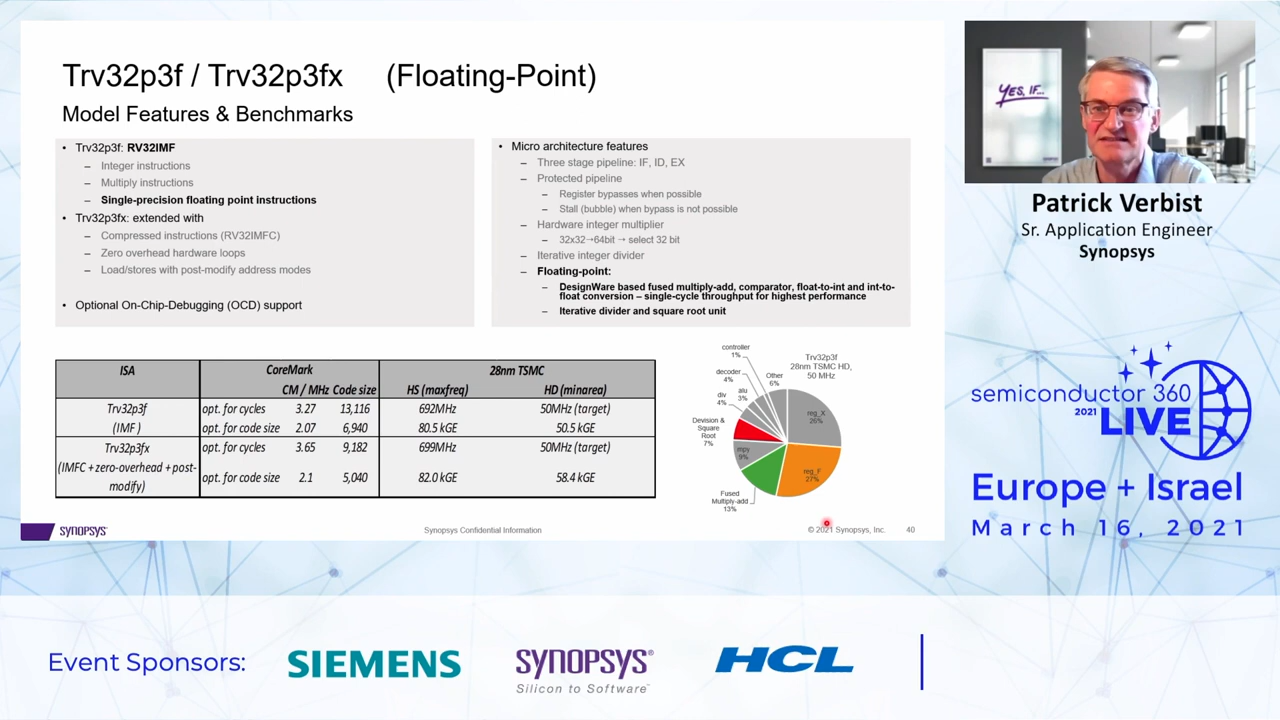 Trv32p3f / Trv32p3fx (Floating-Point)
Model Features & Benchmarks
• Trv32p3f: RV32IMF
– Integer instructions
– Multiply instructions
– Single-precision floating point instructions
• Trv32p3fx: extended with
– Compressed instructions (RV32IMFC)
– Zero overhead hardware loops
– Load/stores with post-modify address modes
• Optional On-Chip-Debugging (OCD) support
• Micro architecture features
– Three stage pipeline: IF, ID, EX
– Protected pipeline
– Register bypasses when possible
– Stall (bubble) when bypass is not possible
– Hardware integer multiplier
– 32x32→64bit → select 32 bit
– Iterative integer divider
– Floating-point:
– DesignWare based fused multiply-add, comparator, float-to-int and int-to-
float conversion – single-cycle throughput for highest performance
– Iterative divider and square root unit
ISA CoreMark 28nm TSMC
CM / MHz Code size HS (maxfreq) HD (minarea)
Trv32p3f opt. for cycles 3.27 13,116 692MHz 50MHz (target)
(IMF) opt. for code size 2.07 6,940 80.5 kGE 50.5 kGE
Trv32p3fx opt. for cycles 3.65 9,182 699MHz 50MHz (target)
(IMFC + zero-overhead + post-
modify) opt. for code size 2.1 5,040 82.0 kGE 58.4 kGE
Trv32p3f
28nm TSMC HD,
50 MHz
controller
1%
decoder
4%
Other
6%
alu
3%
div
4%
Devision &
Square
Root
7%
mpy
9%
Fused
Multiply-add
13%
reg_X
26%
reg_F
27%
SYNOPSYS
Synopsys Confidential Information
© 2021 Synopsys, Inc. 40
YES, IF...
Patrick Verbist
Sr. Application Engineer
Synopsys
semiconductor 360
2021 LIVE
Europe + Israel
March 16, 2021
Event Sponsors:
SIEMENS
SYNOPSYS®
Silicon to Software™
HCL